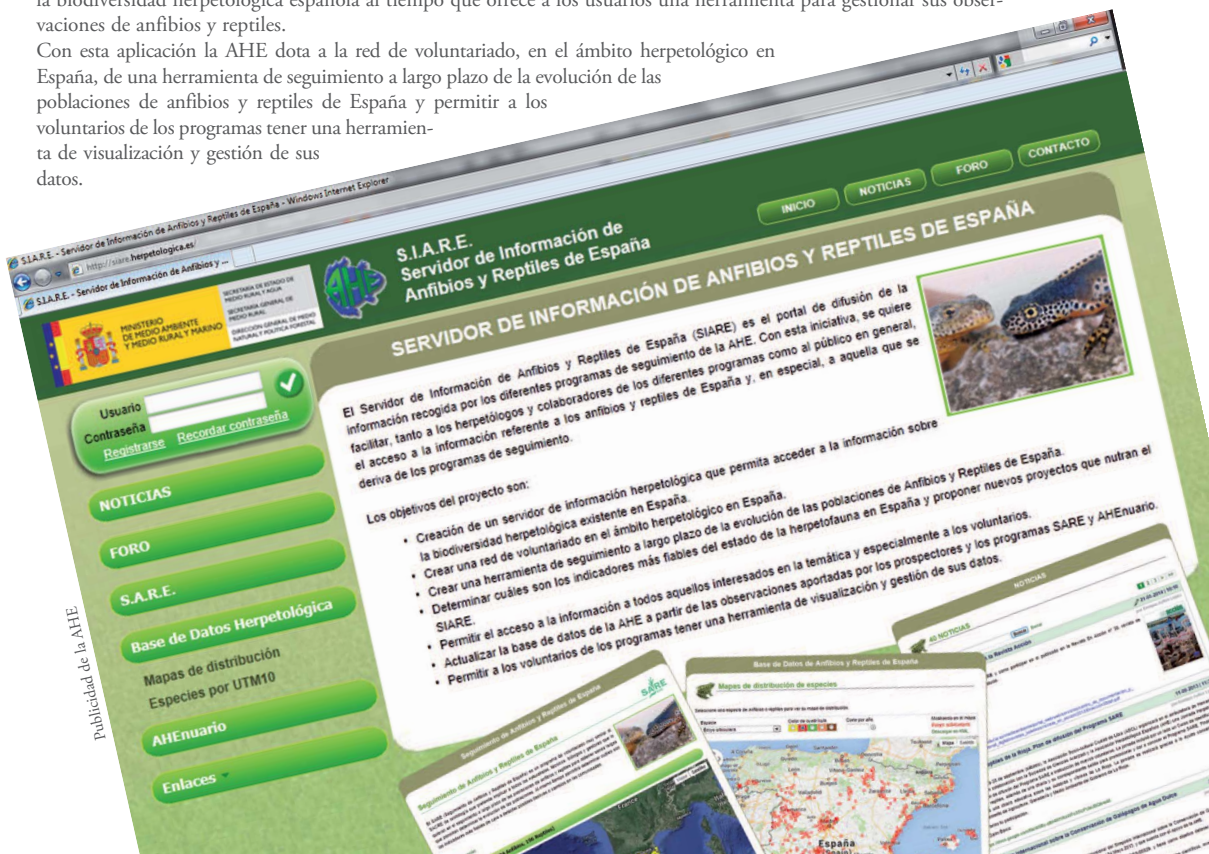 la biodiversidad herpetológica española al tiempo que ofrece a los usuarios una herramienta para gestionar sus obser-
vaciones de anfibios y reptiles.
Con esta aplicación la AHE dota a la red de voluntariado, en el ámbito herpetológico en
España, de una herramienta de seguimiento a largo plazo de la evolución de las
poblaciones de anfibios y reptiles de España y permitir a los
voluntarios de los programas tener una herramien-
ta de visualización y gestión de sus
datos.
S.I.A.R.E. - Servidor de Información de Anfibios y Reptiles de España - Windows Internet Explorer
http://siare.herpetologica.es/
S.I.A.R.E. - Servidor de Información de Anfibios y ...
MINISTERIO
DE MEDIO AMBIENTE
Y MEDIO RURAL Y MARINO
SECRETARÍA DE ESTADO DE
MEDIO RURAL Y AGUA
SECRETARÍA GENERAL DE
MEDIO RURAL
DIRECCIÓN GENERAL DE MEDIO
NATURAL Y POLÍTICA FORESTAL
AHE
S.I.A.R.E.
Servidor de Información de
Anfibios y Reptiles de España
INICIO
NOTICIAS
FORO
CONTACTO
Usuario
Contraseña
Registrarse Recordar contraseña
NOTICIAS
FORO
S.A.R.E.
Base de Datos Herpetológica
Mapas de distribución
Especies por UTM10
AHEnuario
Enlaces
SERVIDOR DE INFORMACIÓN DE ANFIBIOS Y REPTILES DE ESPAÑA
El Servidor de Información de Anfibios y Reptiles de España (SIARE) es el portal de difusión de la
información recogida por los diferentes programas de seguimiento de la AHE. Con esta iniciativa, se quiere
facilitar, tanto a los herpetólogos y colaboradores de los diferentes programas como al público en general,
el acceso a la información referente a los anfibios y reptiles de España y, en especial, a aquella que se
deriva de los programas de seguimiento.
Los objetivos del proyecto son:
• Creación de un servidor de información herpetológica que permita acceder a la información sobre
la biodiversidad herpetológica existente en España.
• Crear una red de voluntariado en el ámbito herpetológico en España.
• Crear una herramienta de seguimiento a largo plazo de la evolución de las poblaciones de Anfibios y Reptiles de España.
• Determinar cuáles son los indicadores más fiables del estado de la herpetofauna en España y proponer nuevos proyectos que nutran el
SIARE.
• Permitir el acceso a la información a todos aquellos interesados en la temática y especialmente a los voluntarios.
• Actualizar la base de datos de la AHE a partir de las observaciones aportadas por los prospectores y los programas SARE y AHEnuario.
• Permitir a los voluntarios de los programas tener una herramienta de visualización y gestión de sus datos.
Publicidad de la AHE
Seguimiento de Anfibios y Reptiles de España
SARE
Seguimiento de Anfibios y Reptiles de España
Base de Datos de Anfibios y Reptiles de España
Mapas de distribución de especies
España
NOTICIAS
40 NOTICIAS